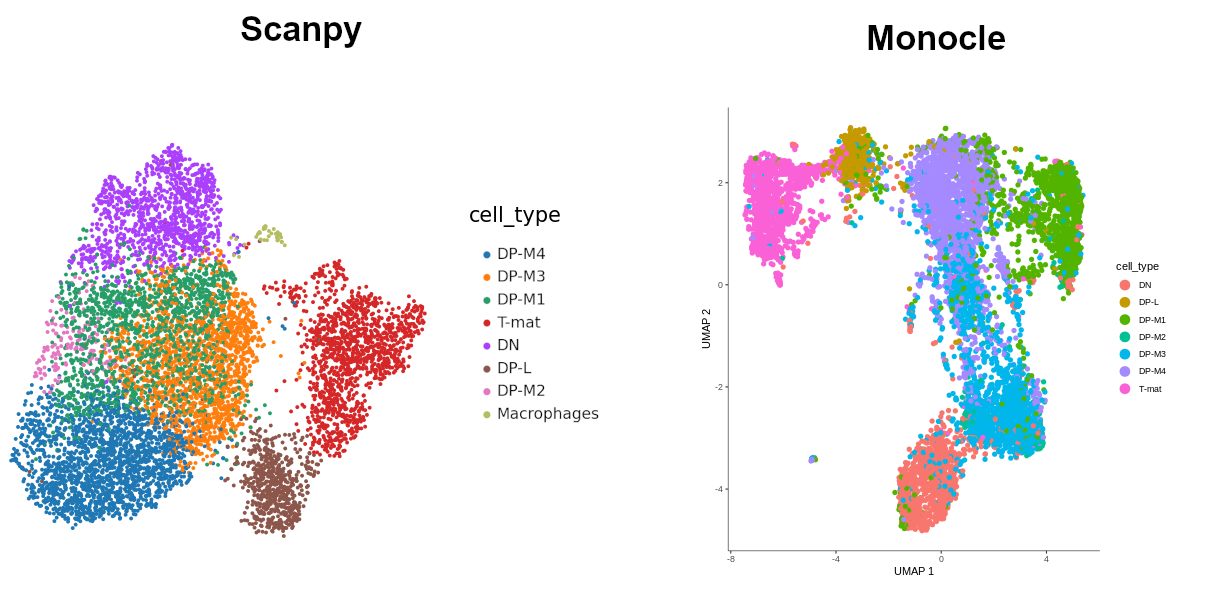 Scanpy
cell_type
DP-M4
DP-M3
DP-M1
T-mat
DN
DP-L
DP-M2
Macrophages
Monocle
UMAP 2
2
0
-2
-4
-8
-4
0
4
UMAP 1
cell_type
DN
DP-L
DP-M1
DP-M2
DP-M3
DP-M4
T-mat